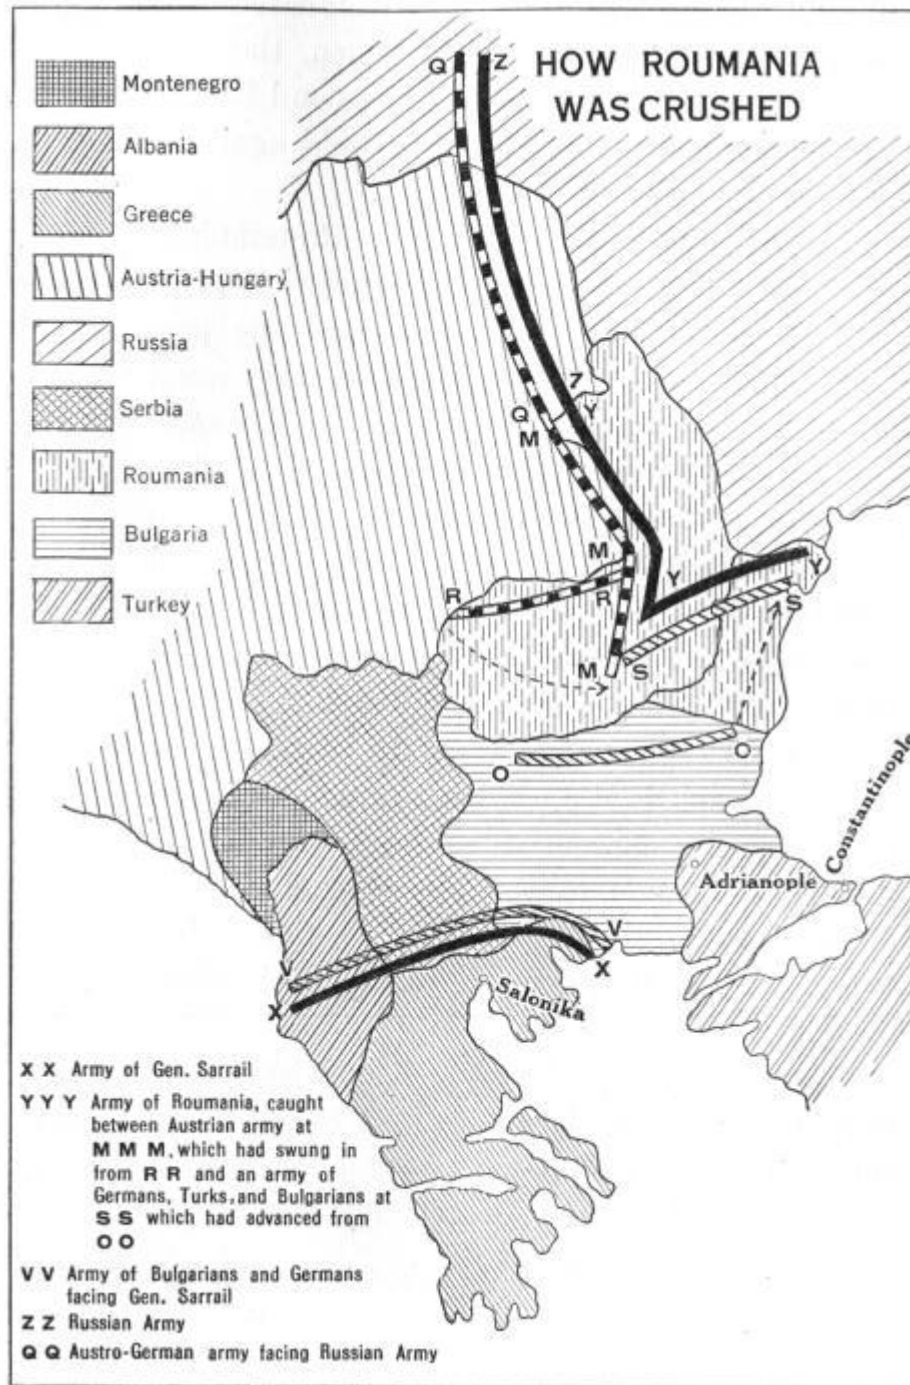 HOW ROUMANIA
WAS CRUSHED
Montenegro
Albania
Greece
Austria-Hungary
Russia
Serbia
Roumania
Bulgaria
Turkey
Q
Z
7
Y
Q
M
M
Y
Y
R
R
S
M
S
O
O
Constantinople
Adrianople
V
V
X
X
Salonika
X X Army of Gen. Sarrail
Y Y Y Army of Roumania, caught
between Austrian army at
M M M, which had swung in
from R R and an army of
Germans, Turks, and Bulgarians at
S S which had advanced from
O O
V V Army of Bulgarians and Germans
facing Gen. Sarrail
Z Z Russian Army
Q Q Austro-German army facing Russian Army